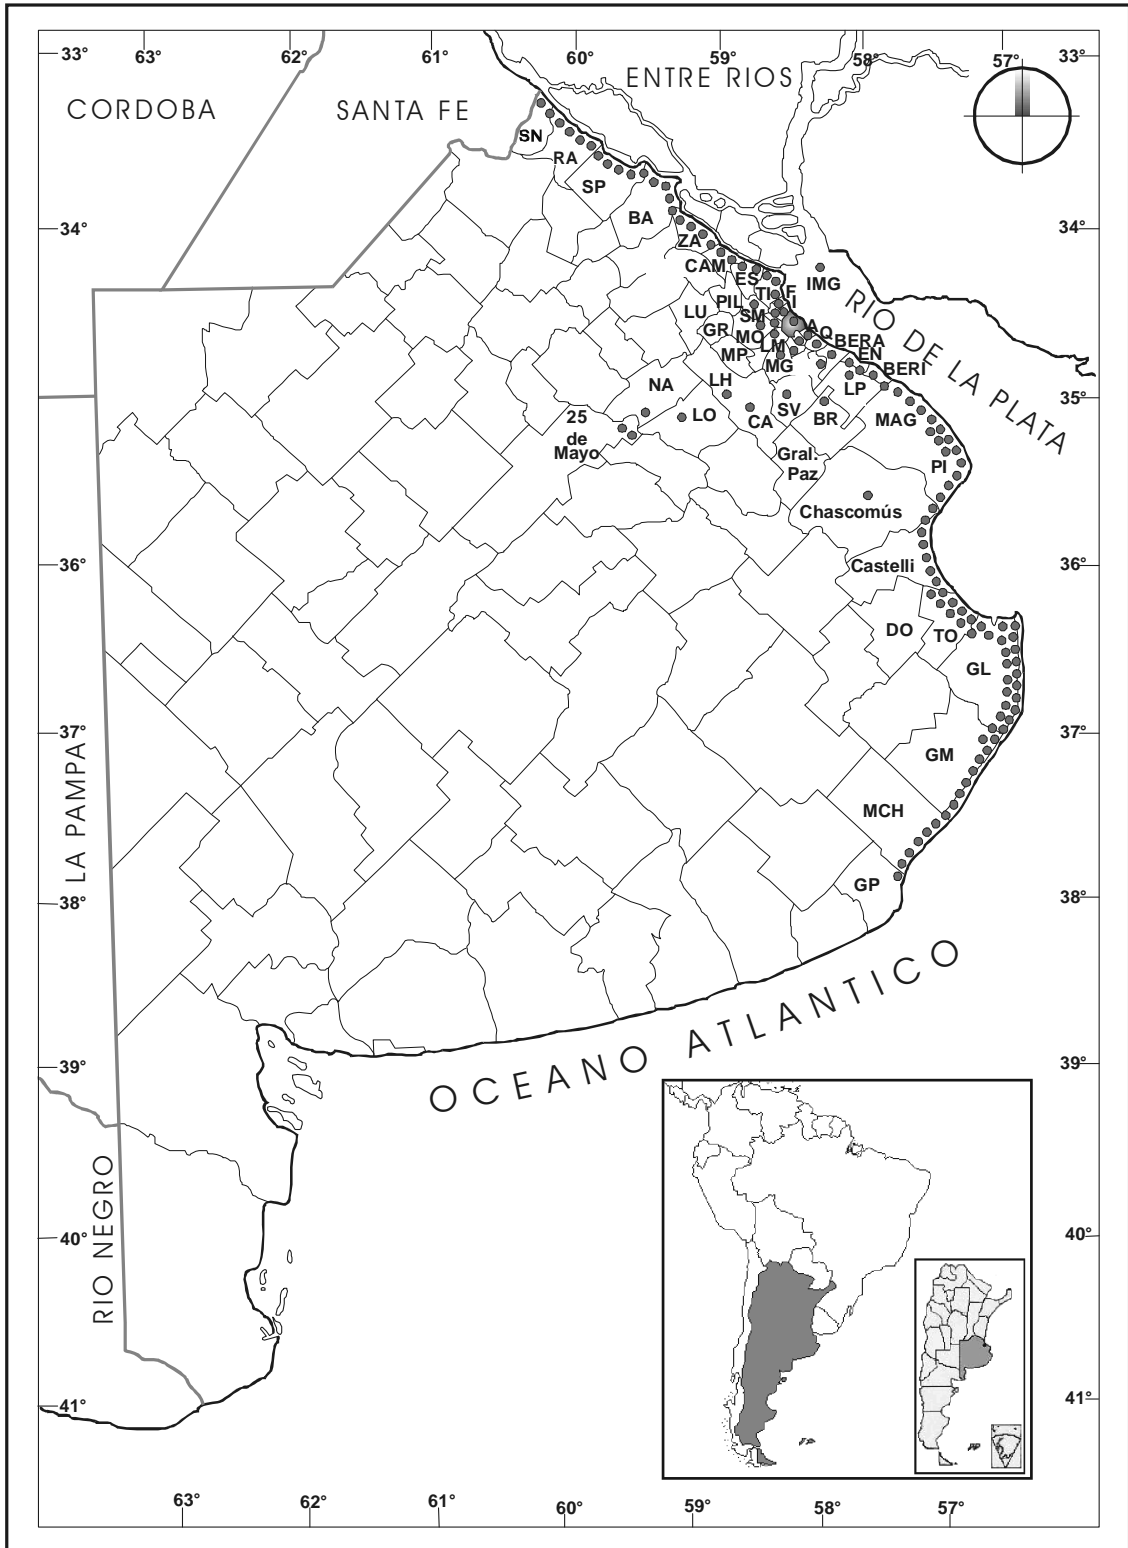 33°
63°
62°
61°
60°
59°
58°
57°
33°
CORDOBA
SANTA FE
ENTRE RIOS
SN
RA
SP
BA
34°
34°
ZA
CAM
ES
IMG
TI
F
I
PIL
LU
SM
GR
MO
LM
MP
MG
A
Q
BERA
EN
BERI
RIO DE LA PLATA
LP
NA
LH
35°
35°
25
de
Mayo
LO
CA
SV
BR
MAG
Gral.
Paz
PI
Chascomús
36°
36°
Castelli
DO
TO
GL
37°
37°
GM
LA PAMPA
MCH
GP
38°
38°
OCEANO ATLANTICO
39°
39°
RIO NEGRO
40°
40°
41°
41°
63°
62°
61°
60°
59°
58°
57°